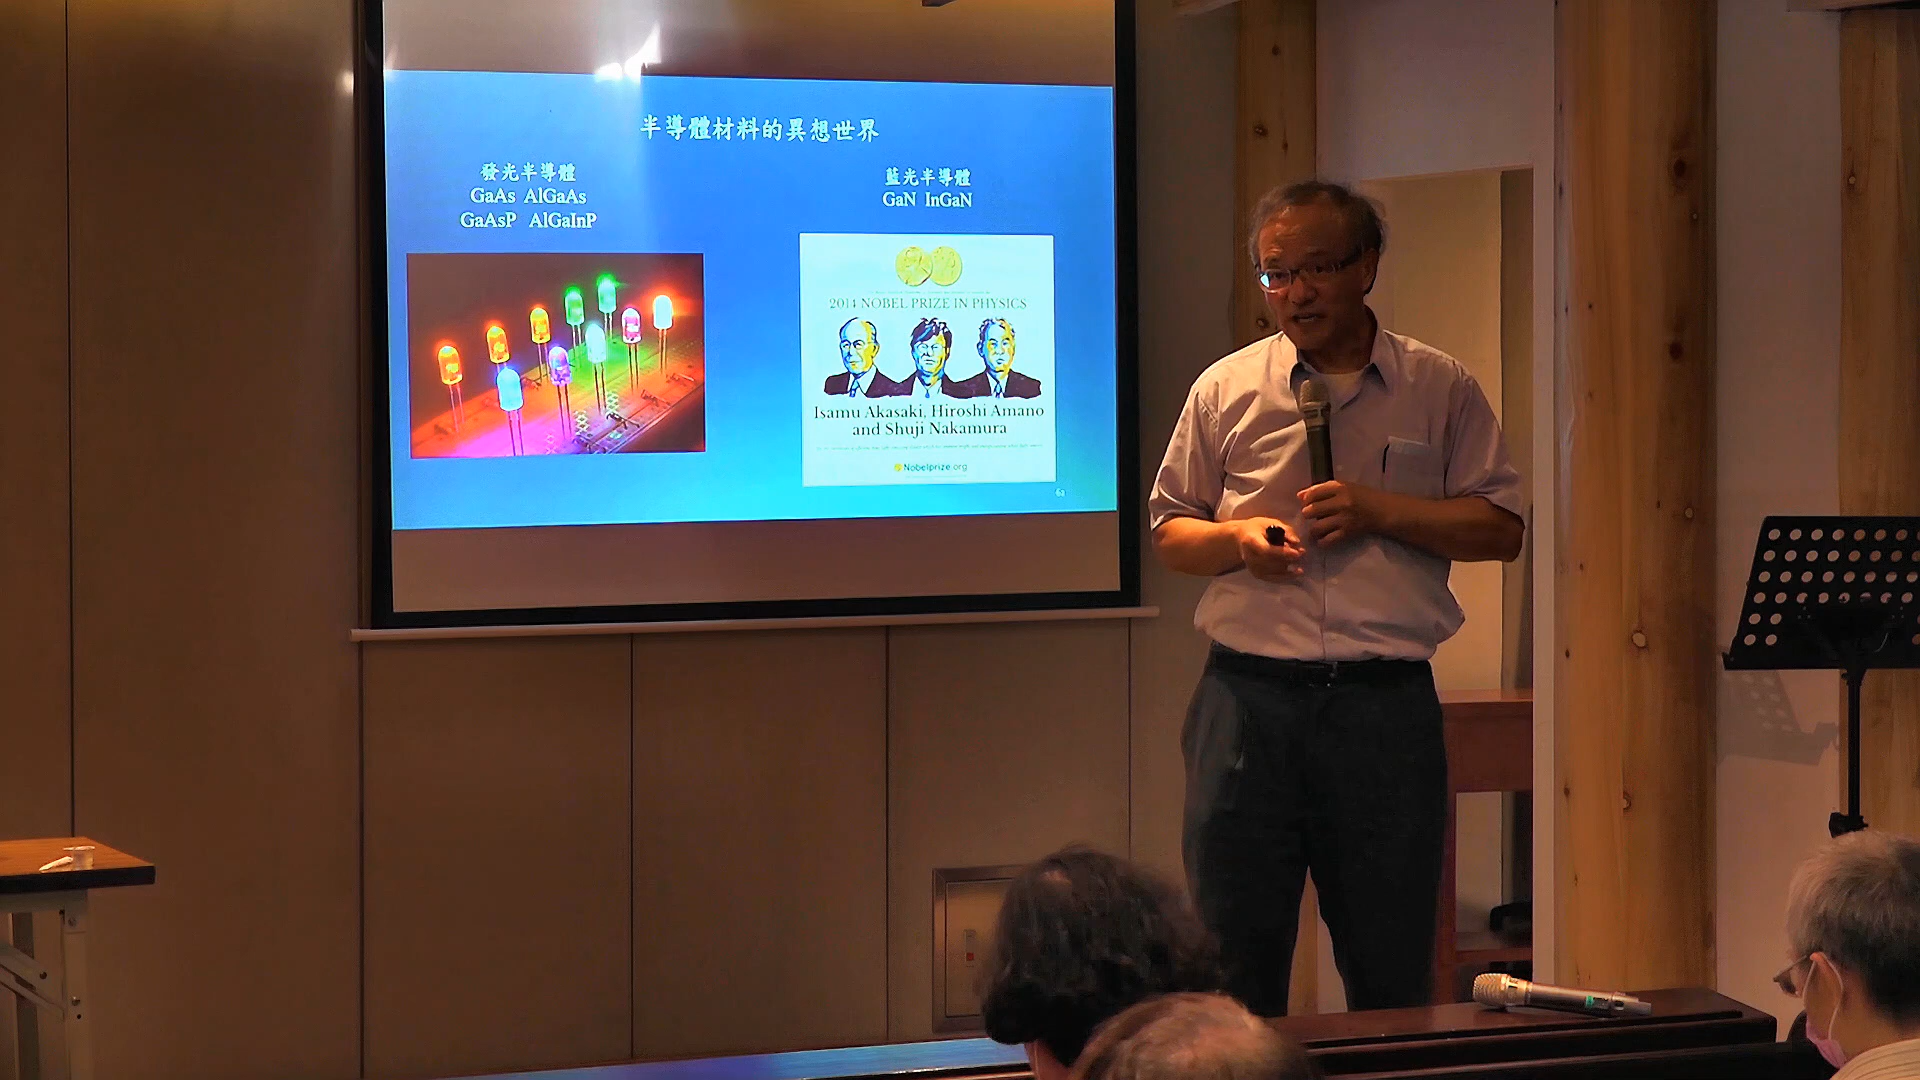 半導體材料的異想世界
發光半導體
GaAs AlGaAs
GaAsP AlGaInP
藍光半導體
GaN InGaN
2014 NOBEL PRIZE IN PHYSICS
Isamu Akasaki, Hiroshi Amano
and Shuji Nakamura
Nobelprize.org